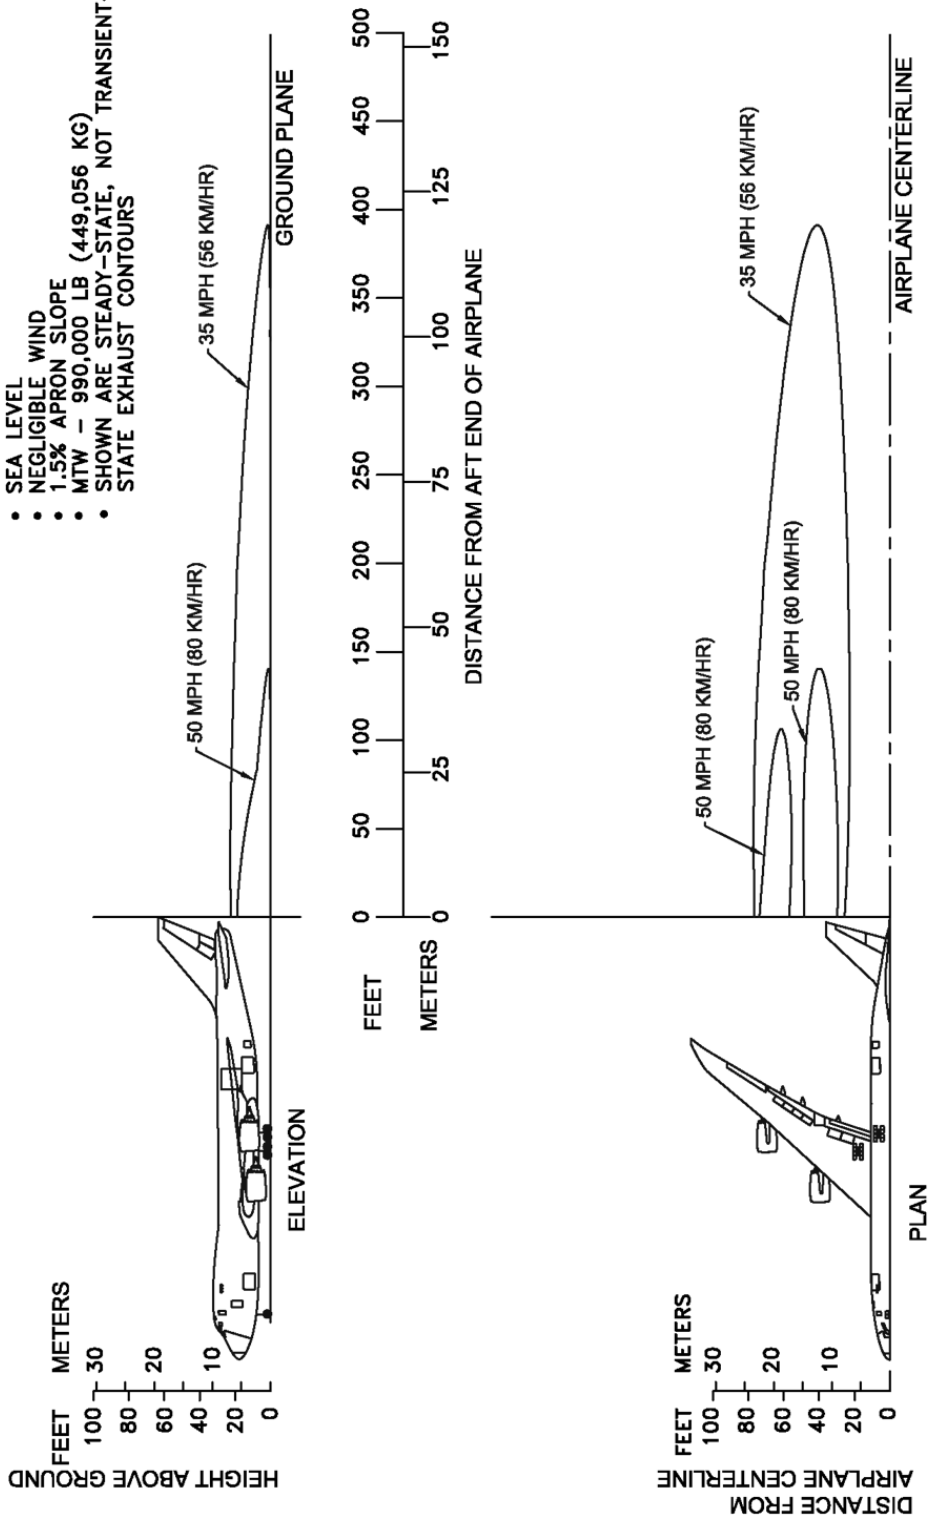 • SEA LEVEL
• NEGLIGIBLE WIND
• 1.5% APRON SLOPE
• MTW – 990,000 LB (449,056 KG)
• SHOWN ARE STEADY–STATE, NOT TRANSIENT-
STATE EXHAUST CONTOURS
HEIGHT ABOVE GROUND
FEET METERS
100
80
60
40
20
0
30
20
10
ELEVATION
50 MPH (80 KM/HR)
35 MPH (56 KM/HR)
GROUND PLANE
FEET
0 50 100 150 200 250 300 350 400 450 500
METERS
0 25 50 75 100 125 150
DISTANCE FROM AFT END OF AIRPLANE
DISTANCE FROM
AIRPLANE CENTERLINE
FEET METERS
100
80
60
40
20
0
30
20
10
PLAN
50 MPH (80 KM/HR)
50 MPH (80 KM/HR)
35 MPH (56 KM/HR)
AIRPLANE CENTERLINE